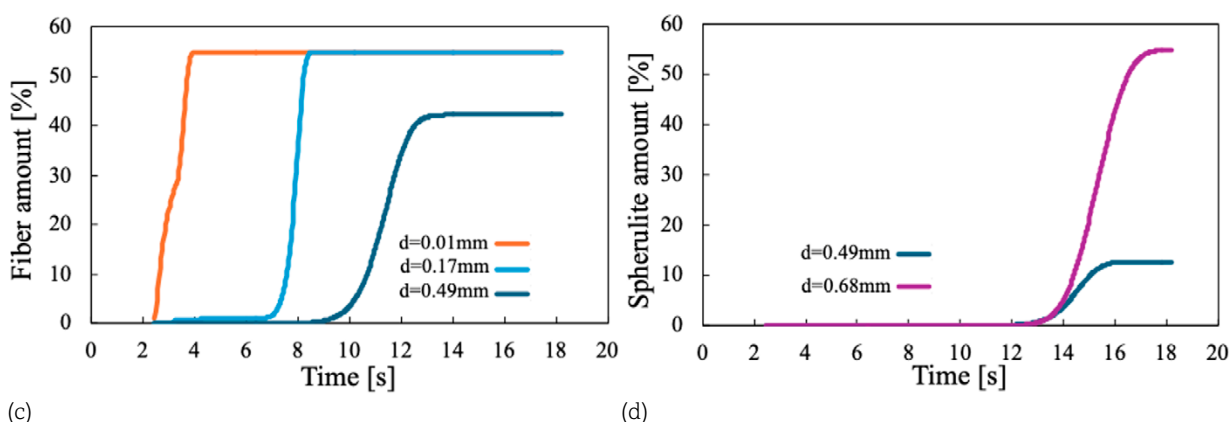 60
50
40
30
20
10
0
Fiber amount [%]
d=0.01mm
d=0.17mm
d=0.49mm
0 2 4 6 8 10 12 14 16 18 20
Time [s]
(c)
60
50
40
30
20
10
0
Spherulite amount [%]
d=0.49mm
d=0.68mm
0 2 4 6 8 10 12 14 16 18 20
Time [s]
(d)